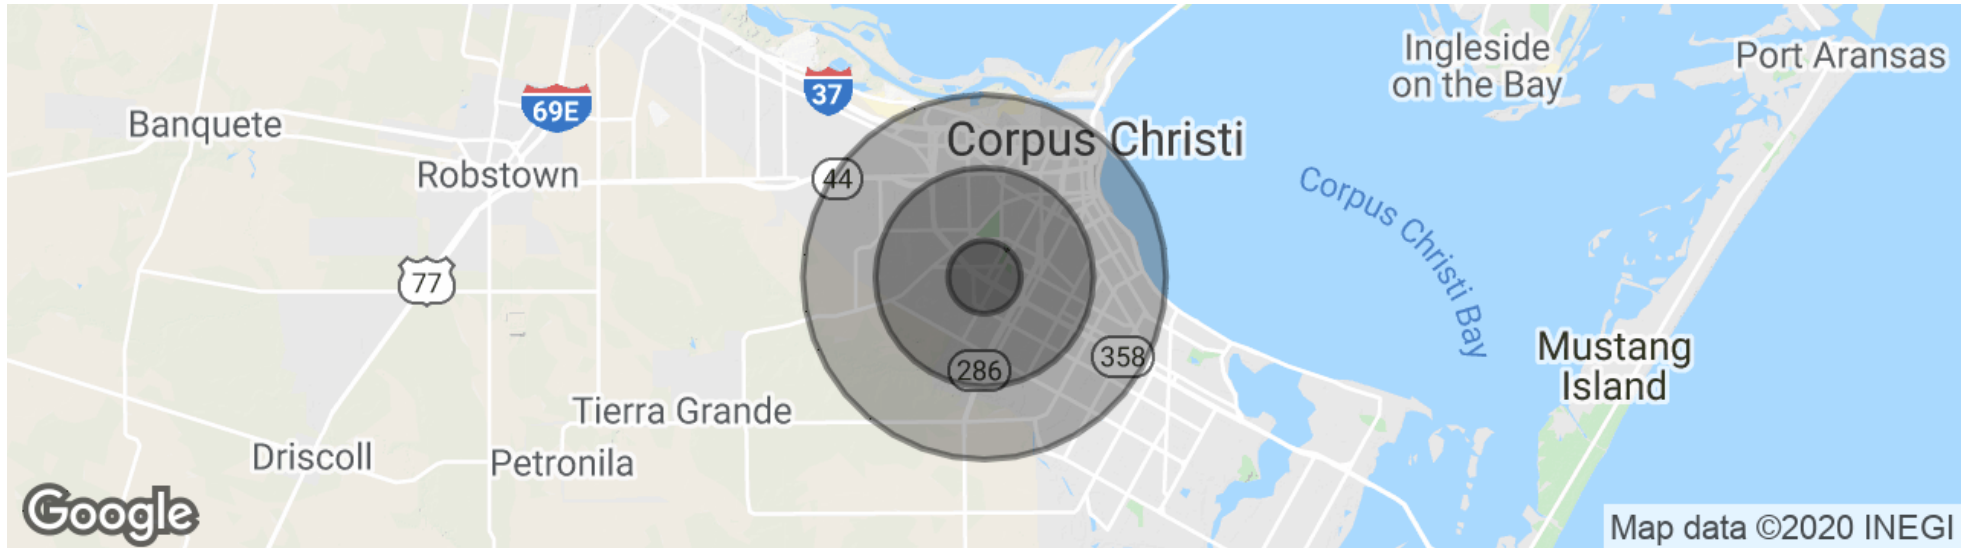 Ingleside
on the Bay
Port Aransas
37
69E
Banquete
Corpus Christi
Robstown
44
Corpus Christi Bay
77
286
358
Mustang
Island
Tierra Grande
Driscoll
Petronila
Google
Map data ©2020 INEGI